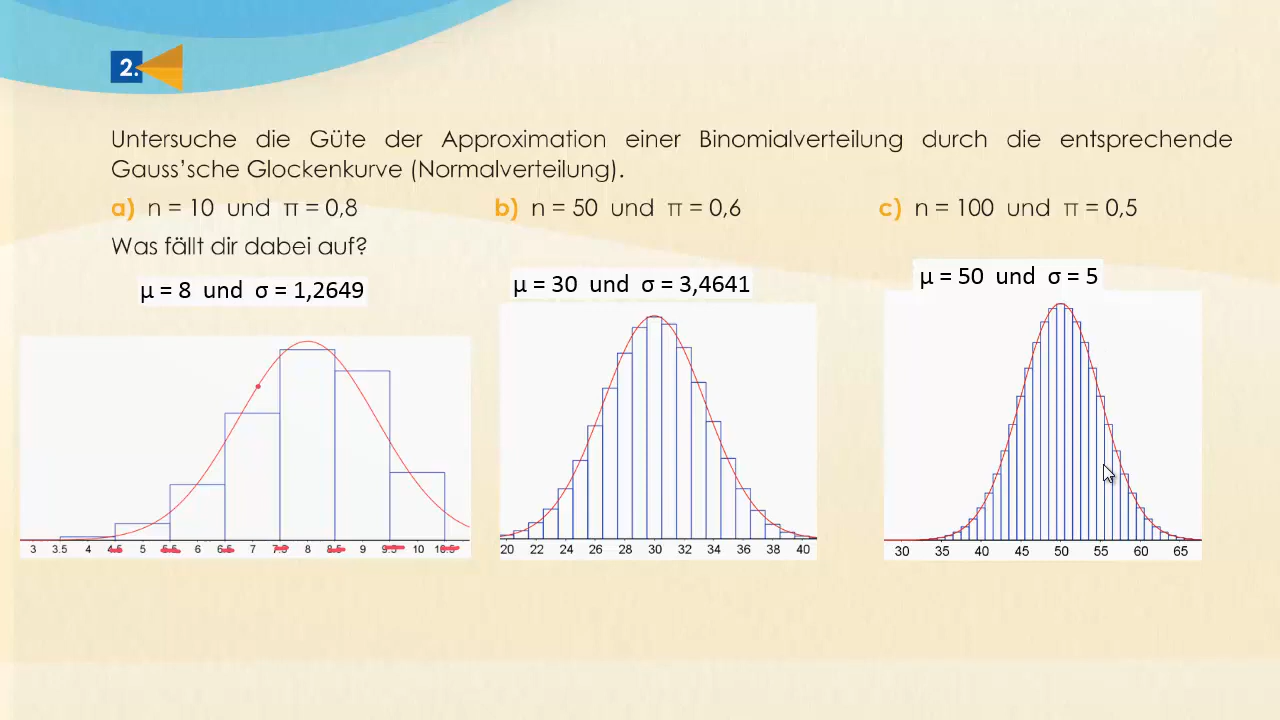 2.
Untersuche die Güte der Approximation einer Binomialverteilung durch die entsprechende
Gauss'sche Glockenkurve (Normalverteilung).
a) n = 10 und π = 0,8 b) n = 50 und π = 0,6 c) n = 100 und π = 0,5
Was fällt dir dabei auf?
μ = 8 und σ = 1,2649 μ = 30 und σ = 3,4641 μ = 50 und σ = 5
3 3.5 4 4.5 5 5.5 6 6.5 7 7.5 8 8.5 9 9.5 10 10.5
20 22 24 26 28 30 32 34 36 38 40
30 35 40 45 50 55 60 65